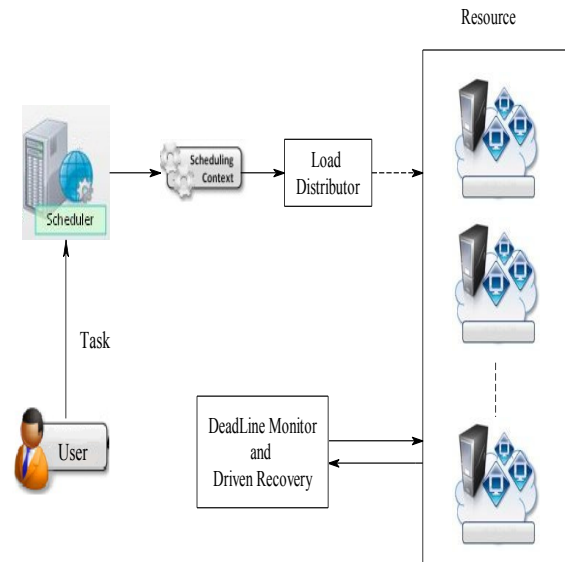 Resource
Scheduler
Scheduling
Context
Load
Distributor
Task
User
DeadLine Monitor
and
Driven Recovery